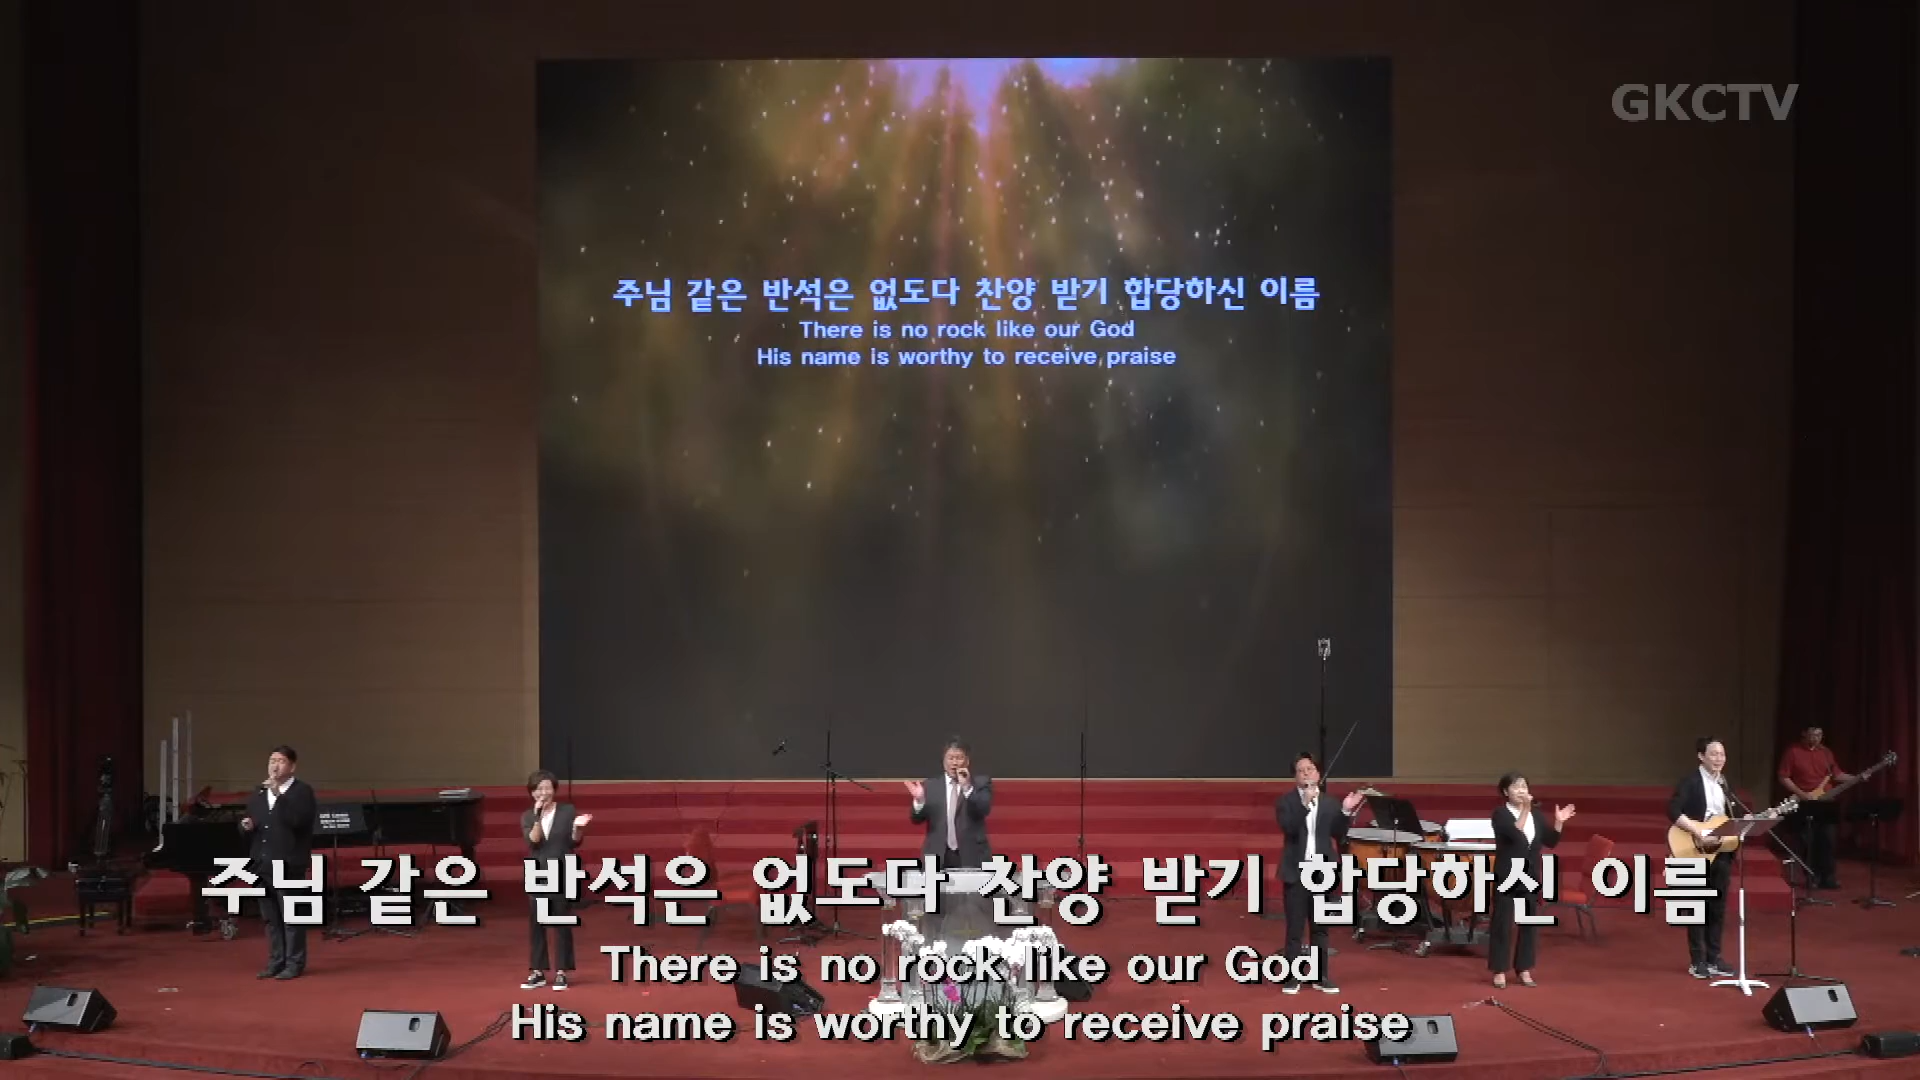 GKCTV
주님 같은 반석은 없도다 찬양 받기 합당하신 이름
There is no rock like our God
His name is worthy to receive praise
주님 같은 반석은 없도다 찬양 받기 합당하신 이름
There is no rock like our God
His name is worthy to receive praise